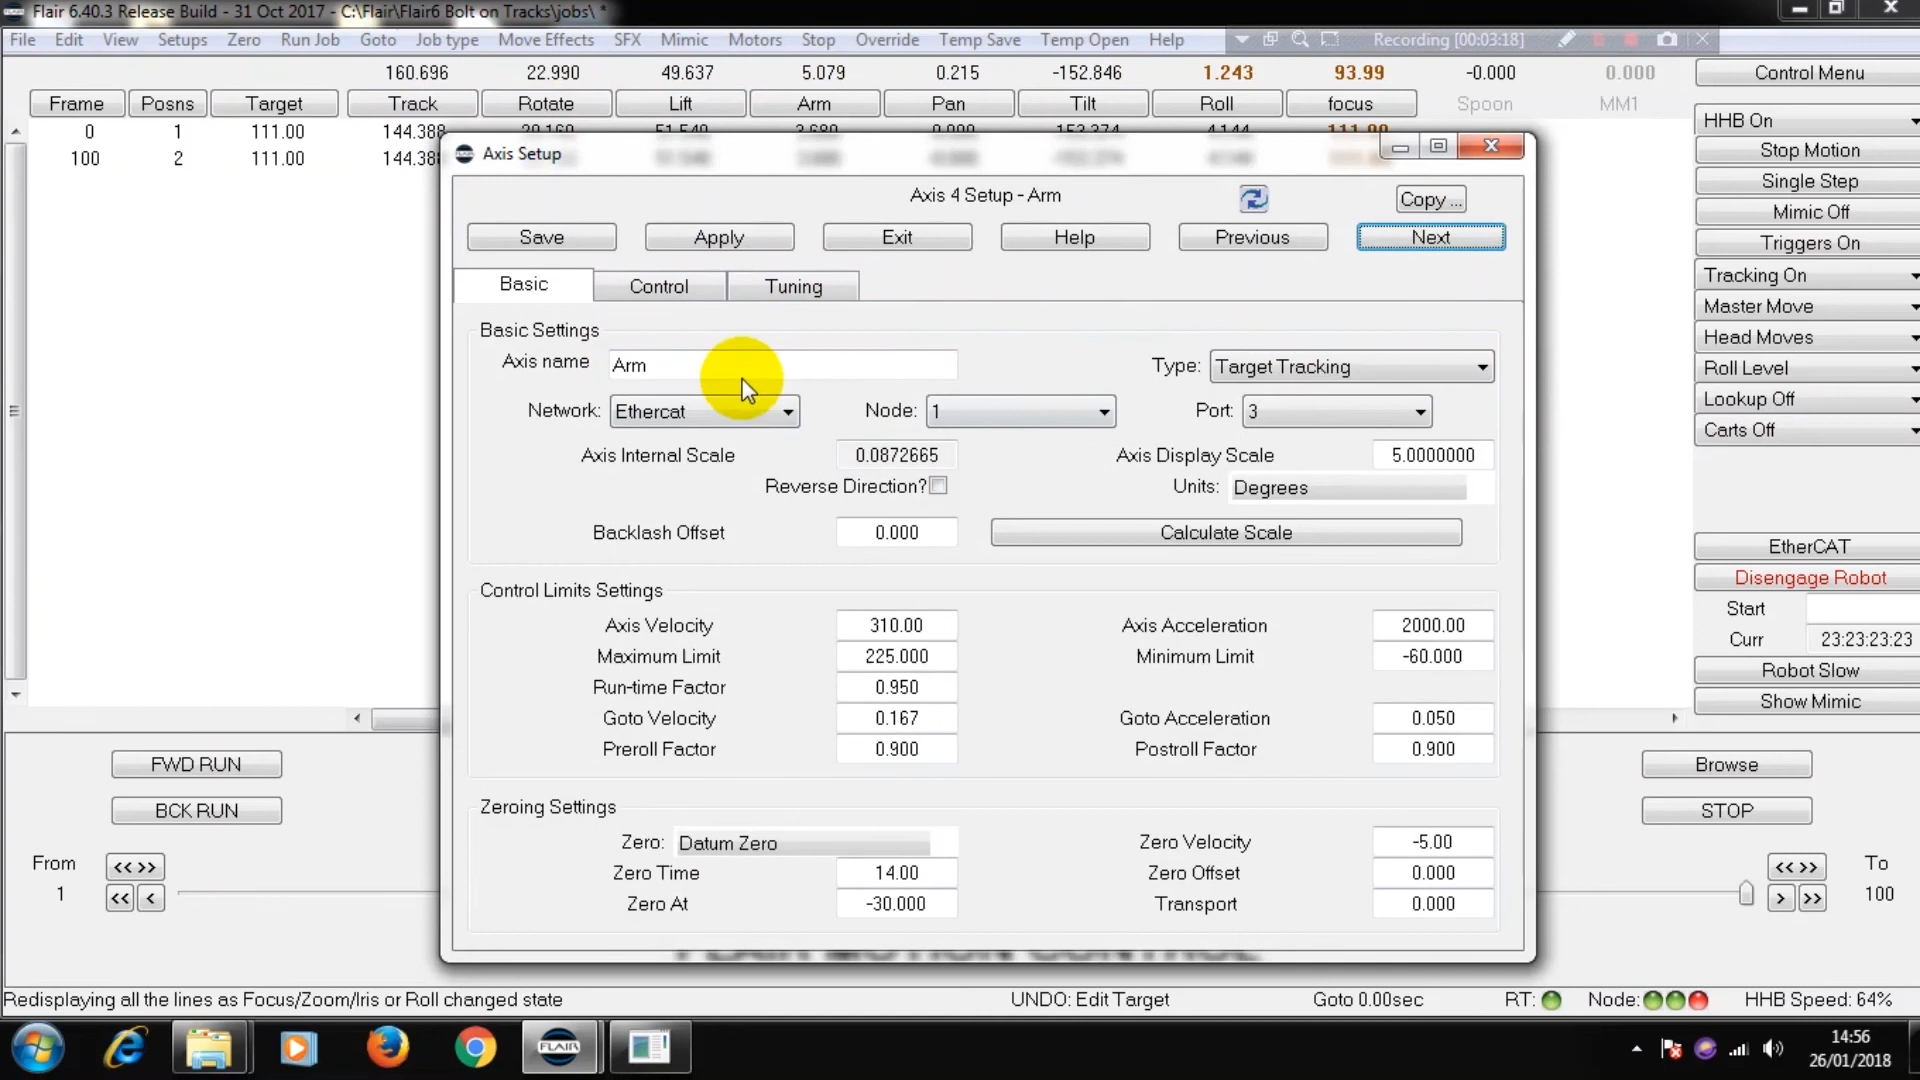 Flair 6.40.3 Release Build - 31 Oct 2017 - C:\Flair\Flair6 Bolt on Tracks\jobs\ *
File Edit View Setups Zero Run Job Goto Job type Move Effects SFX Mimic Motors Stop Override Temp Save Temp Open Help Recording [00:03:18]
160.696 22.990 49.637 5.079 0.215 -152.846 1.243 93.99 -0.000 0.000 Control Menu
Frame Posns Target Track Rotate Lift Arm Pan Tilt Roll focus Spoon MM1
0 1 111.00 144.388
100 2 111.00 144.388
HHB On
Stop Motion
Single Step
Mimic Off
Triggers On
Tracking On
Master Move
Head Moves
Roll Level
Lookup Off
Carts Off
EtherCAT
Disengage Robot
Start
Curr 23:23:23:23
Robot Slow
Show Mimic
Axis Setup
Axis 4 Setup - Arm Copy ...
Save Apply Exit Help Previous Next
Basic Control Tuning
Basic Settings
Axis name Arm Type: Target Tracking
Network: Ethercat Node: 1 Port: 3
Axis Internal Scale 0.0872665 Axis Display Scale 5.0000000
Reverse Direction? Units: Degrees
Backlash Offset 0.000 Calculate Scale
Control Limits Settings
Axis Velocity 310.00 Axis Acceleration 2000.00
Maximum Limit 225.000 Minimum Limit -60.000
Run-time Factor 0.950
Goto Velocity 0.167 Goto Acceleration 0.050
Preroll Factor 0.900 Postroll Factor 0.900
Zeroing Settings
Zero: Datum Zero Zero Velocity -5.00
Zero Time 14.00 Zero Offset 0.000
Zero At -30.000 Transport 0.000
FWD RUN Browse
BCK RUN STOP
From << >> << >> To
1 << < > >> 100
Redisplaying all the lines as Focus/Zoom/Iris or Roll changed state UNDO: Edit Target Goto 0.00sec RT: Node: HHB Speed: 64%
FLAIR
14:56
26/01/2018